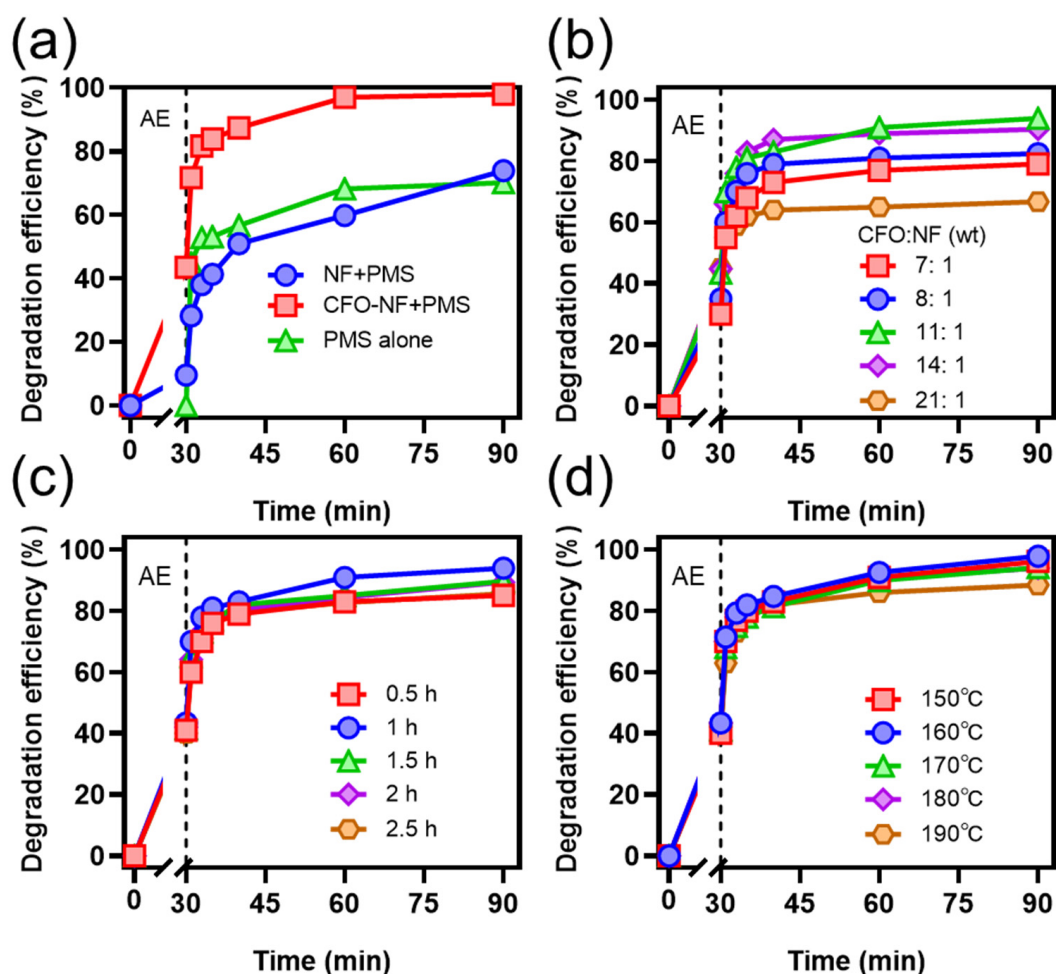 (a)
Degradation efficiency (%)
100
80
60
40
20
0
AE
NF+PMS
CFO-NF+PMS
PMS alone
0 30 45 60 75 90
Time (min)
(b)
Degradation efficiency (%)
100
80
60
40
20
0
AE
CFO:NF (wt)
7: 1
8: 1
11: 1
14: 1
21: 1
0 30 45 60 75 90
Time (min)
(c)
Degradation efficiency (%)
100
80
60
40
20
0
AE
0.5 h
1 h
1.5 h
2 h
2.5 h
0 30 45 60 75 90
Time (min)
(d)
Degradation efficiency (%)
100
80
60
40
20
0
AE
150°C
160°C
170°C
180°C
190°C
0 30 45 60 75 90
Time (min)